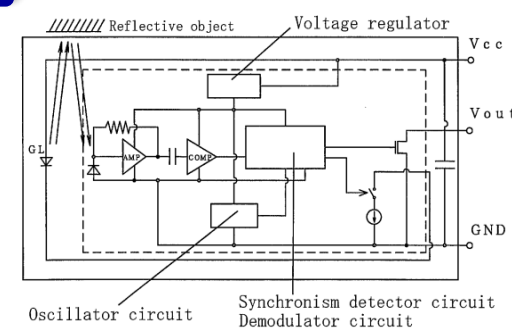 Reflective object
Voltage regulator
Vcc
Vout
GL
AMP
COMP
GND
Oscillator circuit
Synchronism detector circuit
Demodulator circuit